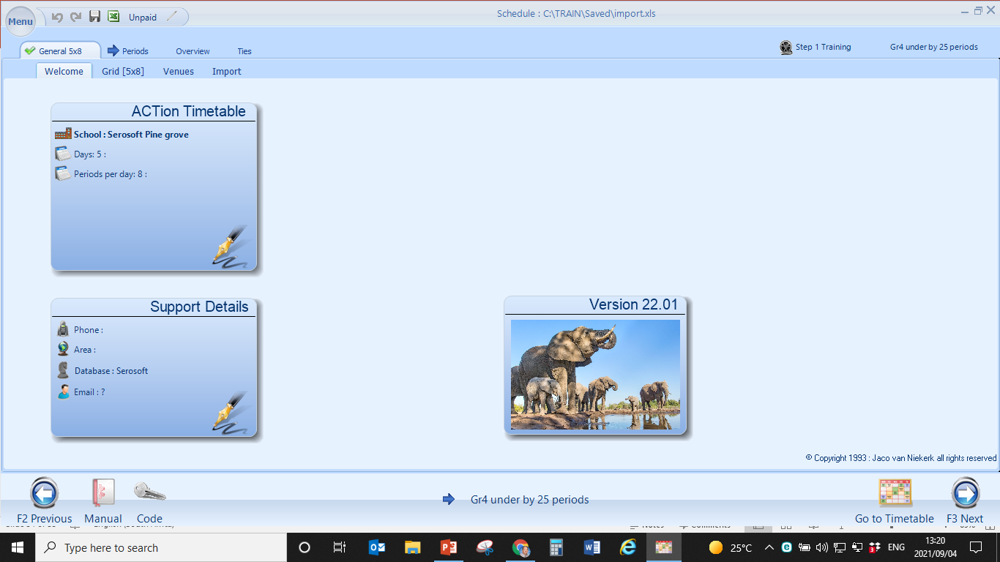 Menu
Unpaid
Schedule : C:\TRAIN\Saved\import.xls
General 5x8
Periods
Overview
Ties
Step 1 Training
Gr4 under by 25 periods
Welcome
Grid [5x8]
Venues
Import
ACTion Timetable
School : Serosoft Pine grove
Days: 5 :
Periods per day: 8 :
Support Details
Phone :
Area :
Database : Serosoft
Email : ?
Version 22.01
© Copyright 1993 : Jaco van Niekerk all rights reserved
Gr4 under by 25 periods
F2 Previous
Manual
Code
Go to Timetable
F3 Next
Type here to search
25°C
ENG
13:20
2021/09/04